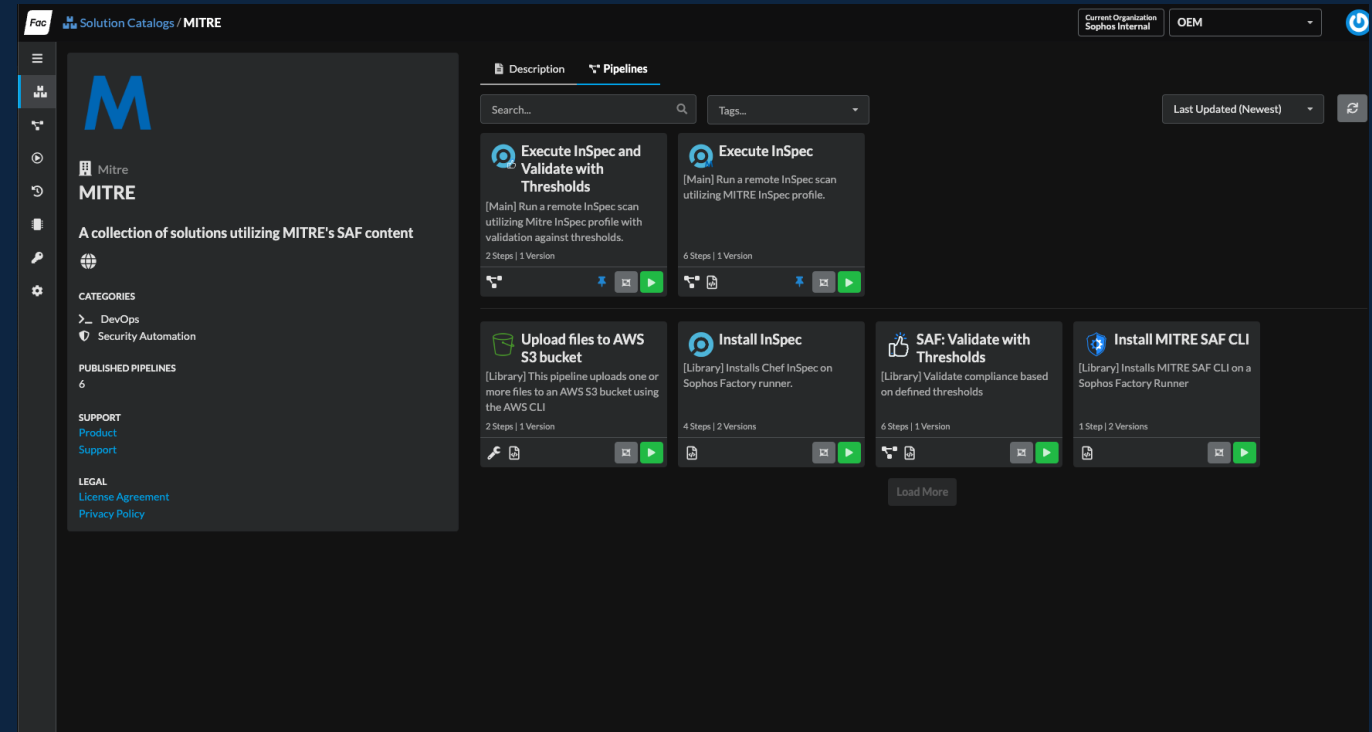 Fac
Solution Catalogs / MITRE
Current Organization
Sophos Internal
OEM
M
Mitre
MITRE
A collection of solutions utilizing MITRE's SAF content
CATEGORIES
DevOps
Security Automation
PUBLISHED PIPELINES
6
SUPPORT
Product
Support
LEGAL
License Agreement
Privacy Policy
Description
Pipelines
Search...
Tags...
Last Updated (Newest)
Execute InSpec and
Validate with
Thresholds
[Main] Run a remote InSpec scan
utilizing Mitre InSpec profile with
validation against thresholds.
2 Steps | 1 Version
Execute InSpec
[Main] Run a remote InSpec scan
utilizing MITRE InSpec profile.
6 Steps | 1 Version
Upload files to AWS
S3 bucket
[Library] This pipeline uploads one or
more files to an AWS S3 bucket using
the AWS CLI
2 Steps | 1 Version
Install InSpec
[Library] Installs Chef InSpec on
Sophos Factory runner.
4 Steps | 2 Versions
SAF: Validate with
Thresholds
[Library] Validate compliance based
on defined thresholds
6 Steps | 1 Version
Install MITRE SAF CLI
[Library] Installs MITRE SAF CLI on a
Sophos Factory Runner
1 Step | 2 Versions
Load More